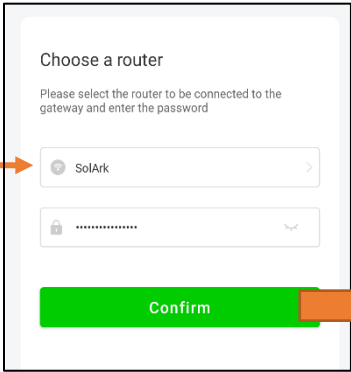 Choose a router
Please select the router to be connected to the
gateway and enter the password
SolArk
••••••••••••••••
Confirm